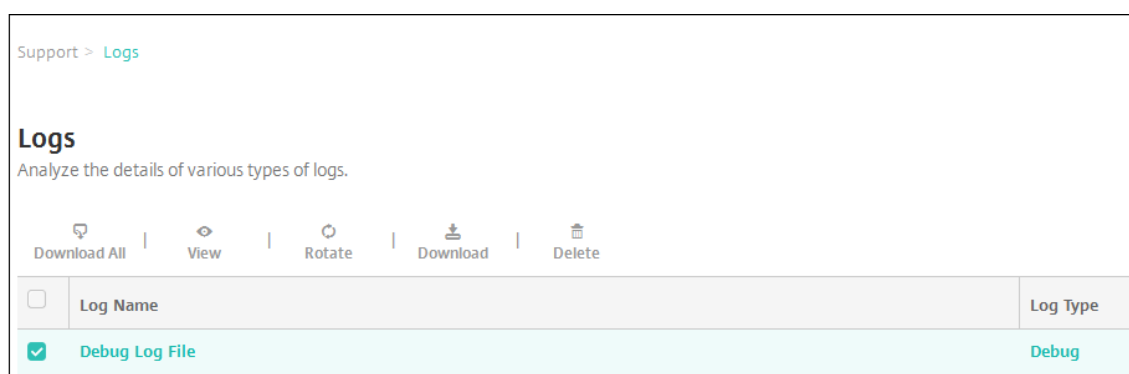 Support > Logs
Logs
Analyze the details of various types of logs.
Download All | View | Rotate | Download | Delete
Log Name Log Type
Debug Log File Debug